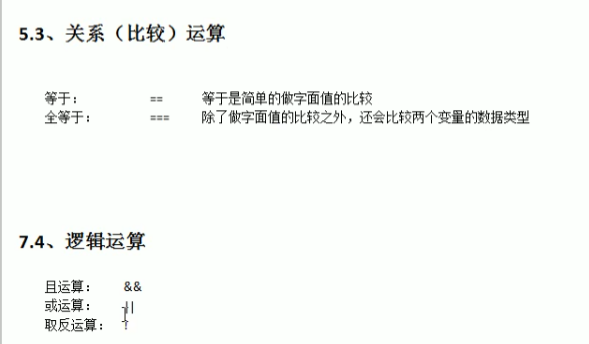 5.3、关系（比较）运算
等于： == 等于是简单的做字面值的比较
全等于： === 除了做字面值的比较之外，还会比较两个变量的数据类型
7.4、逻辑运算
且运算： &&
或运算： ||
取反运算： !